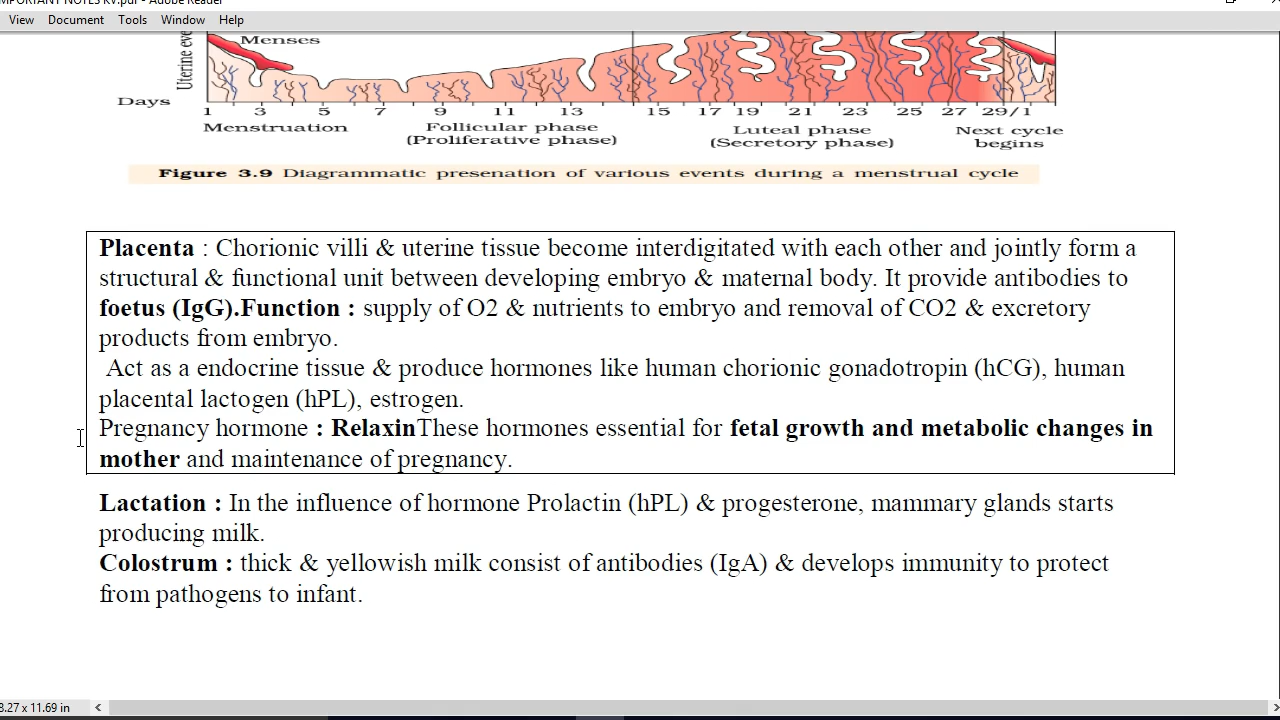 IMPORTANT NOTES KV.pdf - Adobe Reader
View Document Tools Window Help
Menses
Uterine eve
Days
1 3 5 7 9 11 13 15 17 19 21 23 25 27 29/1
Menstruation Follicular phase Luteal phase Next cycle
(Proliferative phase) (Secretory phase) begins
Figure 3.9 Diagrammatic presenation of various events during a menstrual cycle
Placenta : Chorionic villi & uterine tissue become interdigitated with each other and jointly form a
structural & functional unit between developing embryo & maternal body. It provide antibodies to
foetus (IgG).Function : supply of O2 & nutrients to embryo and removal of CO2 & excretory
products from embryo.
Act as a endocrine tissue & produce hormones like human chorionic gonadotropin (hCG), human
placental lactogen (hPL), estrogen.
Pregnancy hormone : RelaxinThese hormones essential for fetal growth and metabolic changes in
mother and maintenance of pregnancy.
Lactation : In the influence of hormone Prolactin (hPL) & progesterone, mammary glands starts
producing milk.
Colostrum : thick & yellowish milk consist of antibodies (IgA) & develops immunity to protect
from pathogens to infant.
8.27 x 11.69 in